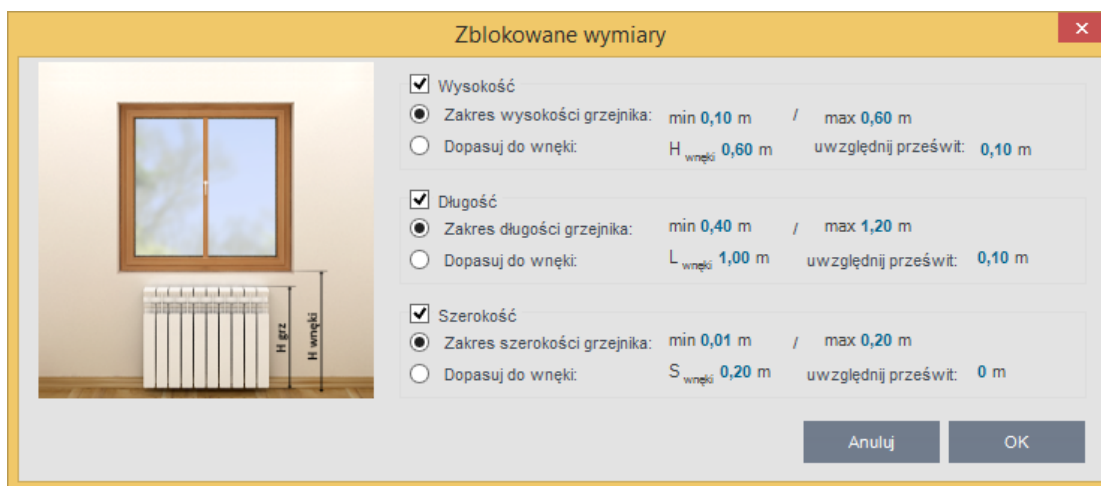 Zblokowane wymiary
Wysokość
Zakres wysokości grzejnika: min 0,10 m / max 0,60 m
Dopasuj do wnęki: H wnęki 0,60 m uwzględnij prześwit: 0,10 m
Długość
Zakres długości grzejnika: min 0,40 m / max 1,20 m
Dopasuj do wnęki: L wnęki 1,00 m uwzględnij prześwit: 0,10 m
H grz
H wnęki
Szerokość
Zakres szerokości grzejnika: min 0,01 m / max 0,20 m
Dopasuj do wnęki: S wnęki 0,20 m uwzględnij prześwit: 0 m
Anuluj OK